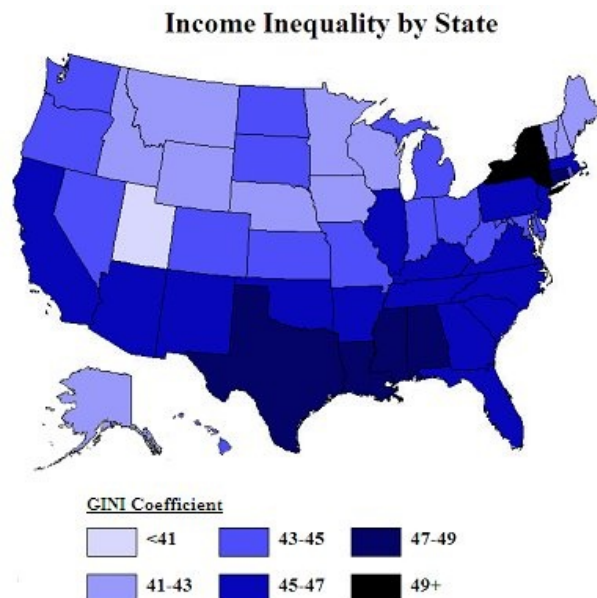 Income Inequality by State
GINI Coefficient
<41 43-45 47-49
41-43 45-47 49+